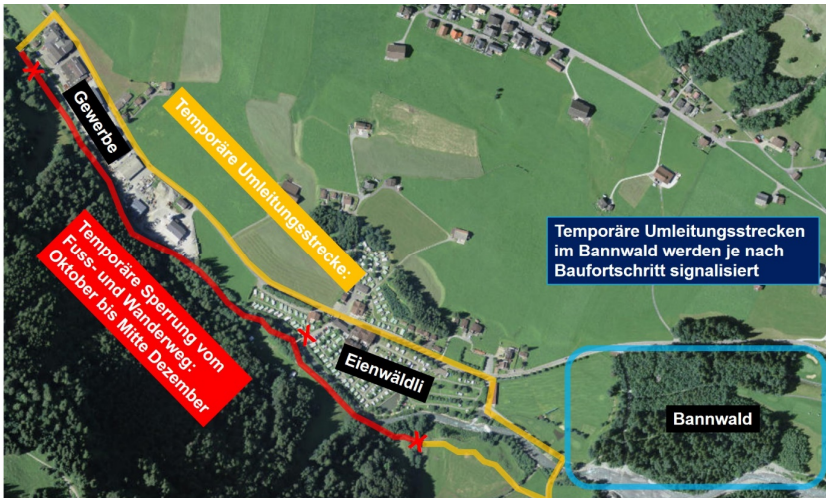 Gewerbe
Temporäre Umleitungsstrecke:
Temporäre Sperrung vom
Fuss- und Wanderweg:
Oktober bis Mitte Dezember
Temporäre Umleitungsstrecken
im Bannwald werden je nach
Baufortschritt signalisiert
Eienwäldli
Bannwald